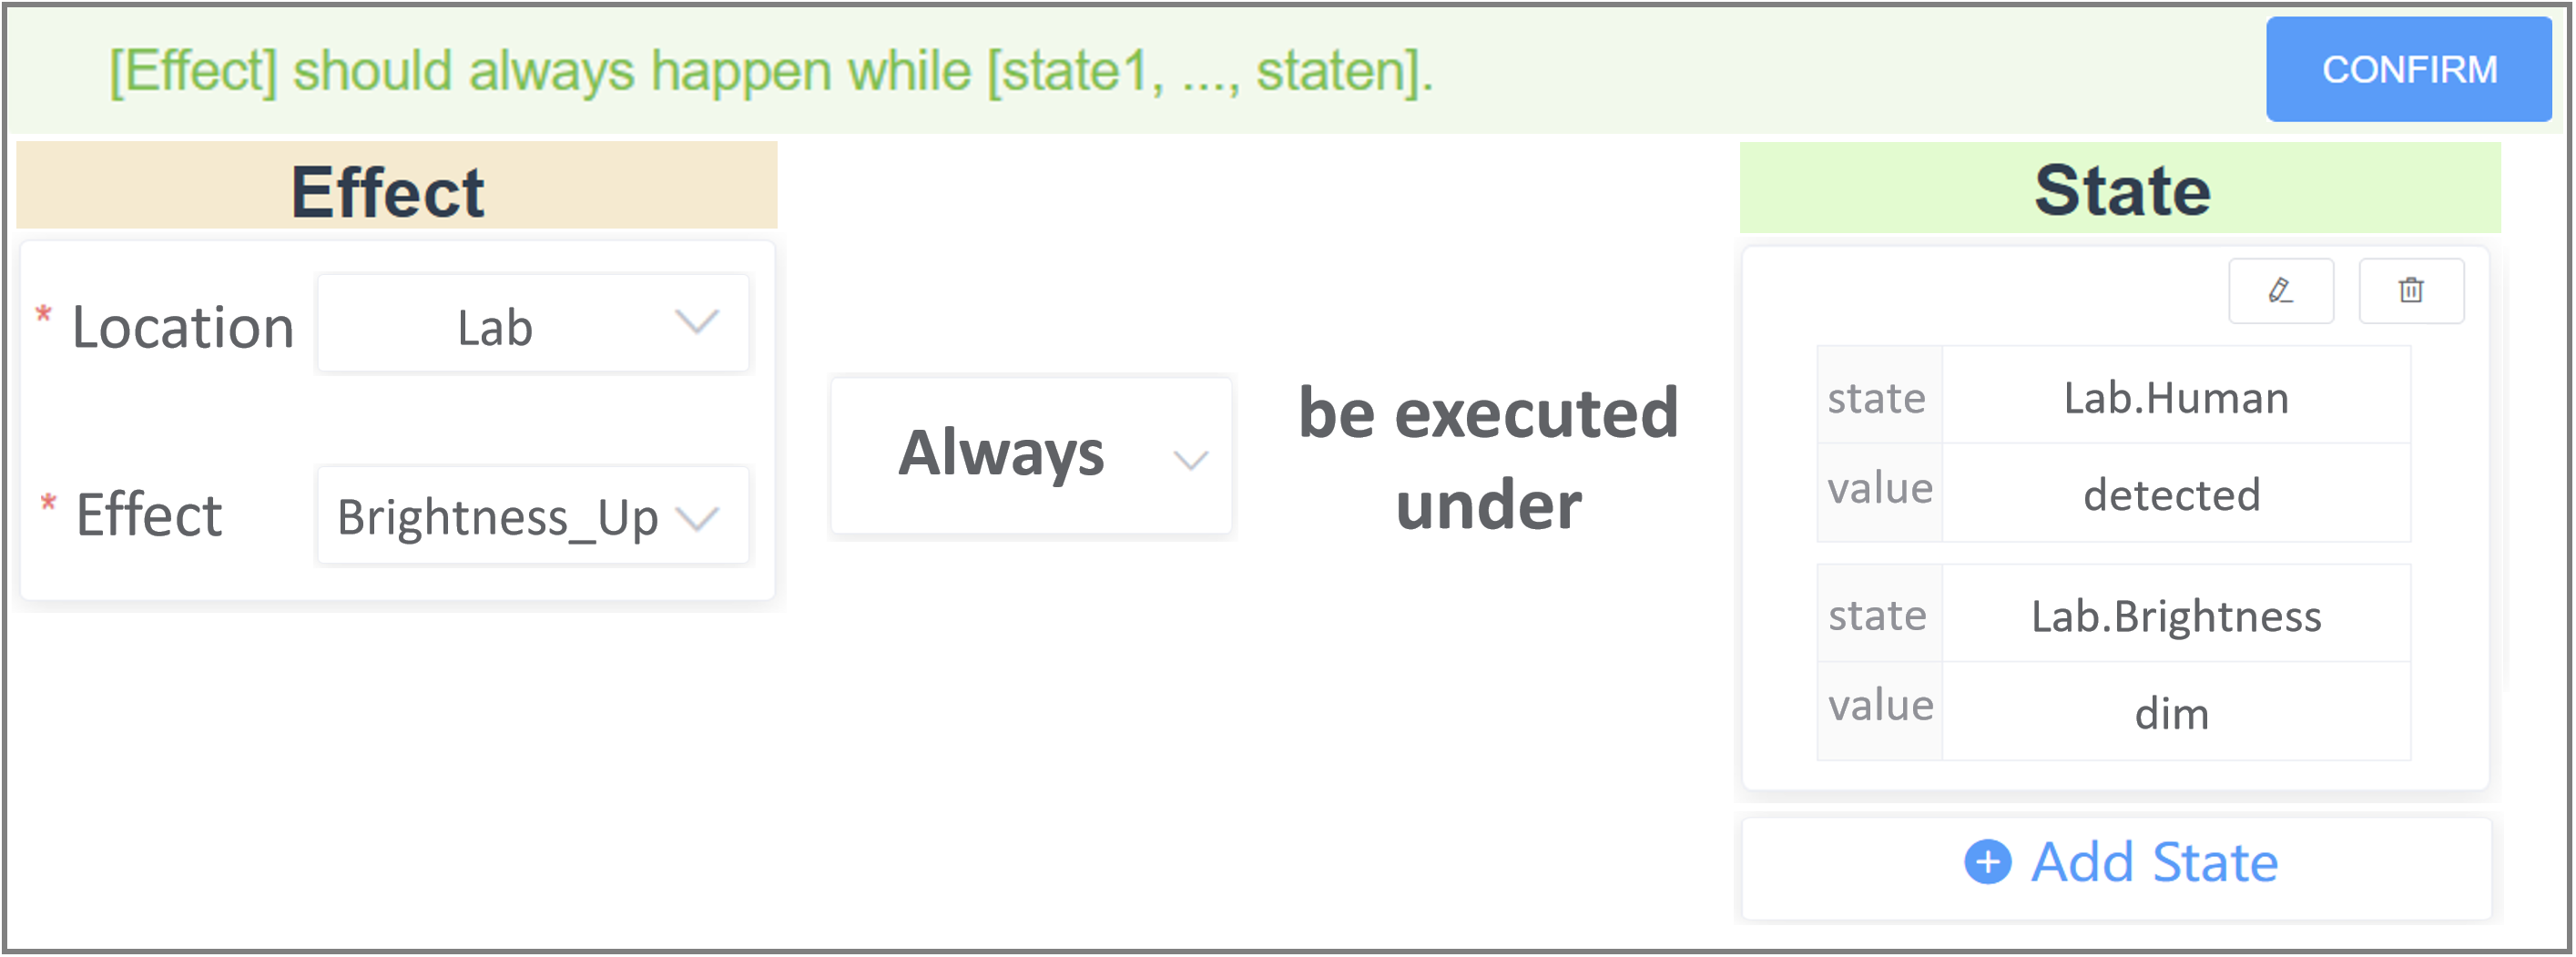 [Effect] should always happen while [state1, ..., staten].
CONFIRM
Effect
* Location
Lab
* Effect
Brightness_Up
Always
be executed
under
State
state
Lab.Human
value
detected
state
Lab.Brightness
value
dim
Add State